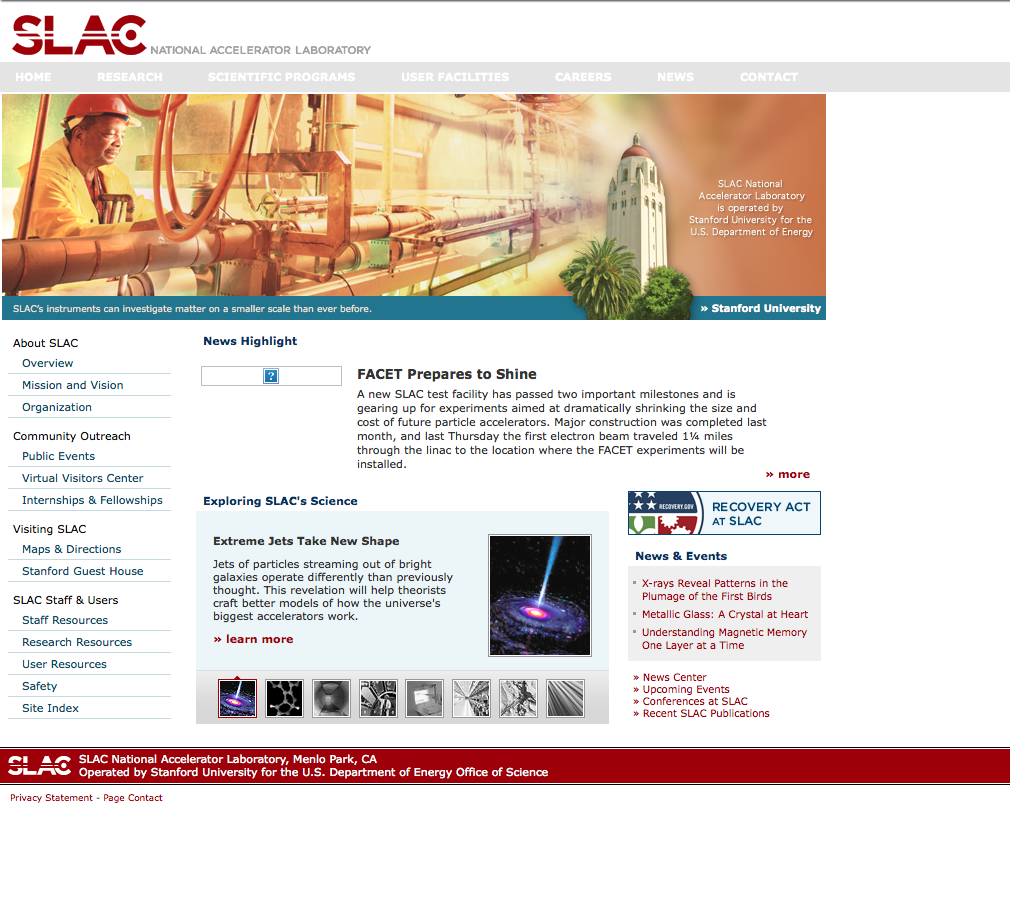 SLAC NATIONAL ACCELERATOR LABORATORY
HOME RESEARCH SCIENTIFIC PROGRAMS USER FACILITIES CAREERS NEWS CONTACT
SLAC National
Accelerator Laboratory
is operated by
Stanford University for the
U.S. Department of Energy
SLAC's instruments can investigate matter on a smaller scale than ever before.
» Stanford University
About SLAC
Overview
Mission and Vision
Organization
Community Outreach
Public Events
Virtual Visitors Center
Internships & Fellowships
Visiting SLAC
Maps & Directions
Stanford Guest House
SLAC Staff & Users
Staff Resources
Research Resources
User Resources
Safety
Site Index
News Highlight
?
FACET Prepares to Shine
A new SLAC test facility has passed two important milestones and is
gearing up for experiments aimed at dramatically shrinking the size and
cost of future particle accelerators. Major construction was completed last
month, and last Thursday the first electron beam traveled 1¼ miles
through the linac to the location where the FACET experiments will be
installed.
» more
Exploring SLAC's Science
Extreme Jets Take New Shape
Jets of particles streaming out of bright
galaxies operate differently than previously
thought. This revelation will help theorists
craft better models of how the universe's
biggest accelerators work.
» learn more
RECOVERY.GOV
RECOVERY ACT
AT SLAC
News & Events
X-rays Reveal Patterns in the
Plumage of the First Birds
Metallic Glass: A Crystal at Heart
Understanding Magnetic Memory
One Layer at a Time
» News Center
» Upcoming Events
» Conferences at SLAC
» Recent SLAC Publications
SLAC
SLAC National Accelerator Laboratory, Menlo Park, CA
Operated by Stanford University for the U.S. Department of Energy Office of Science
Privacy Statement - Page Contact